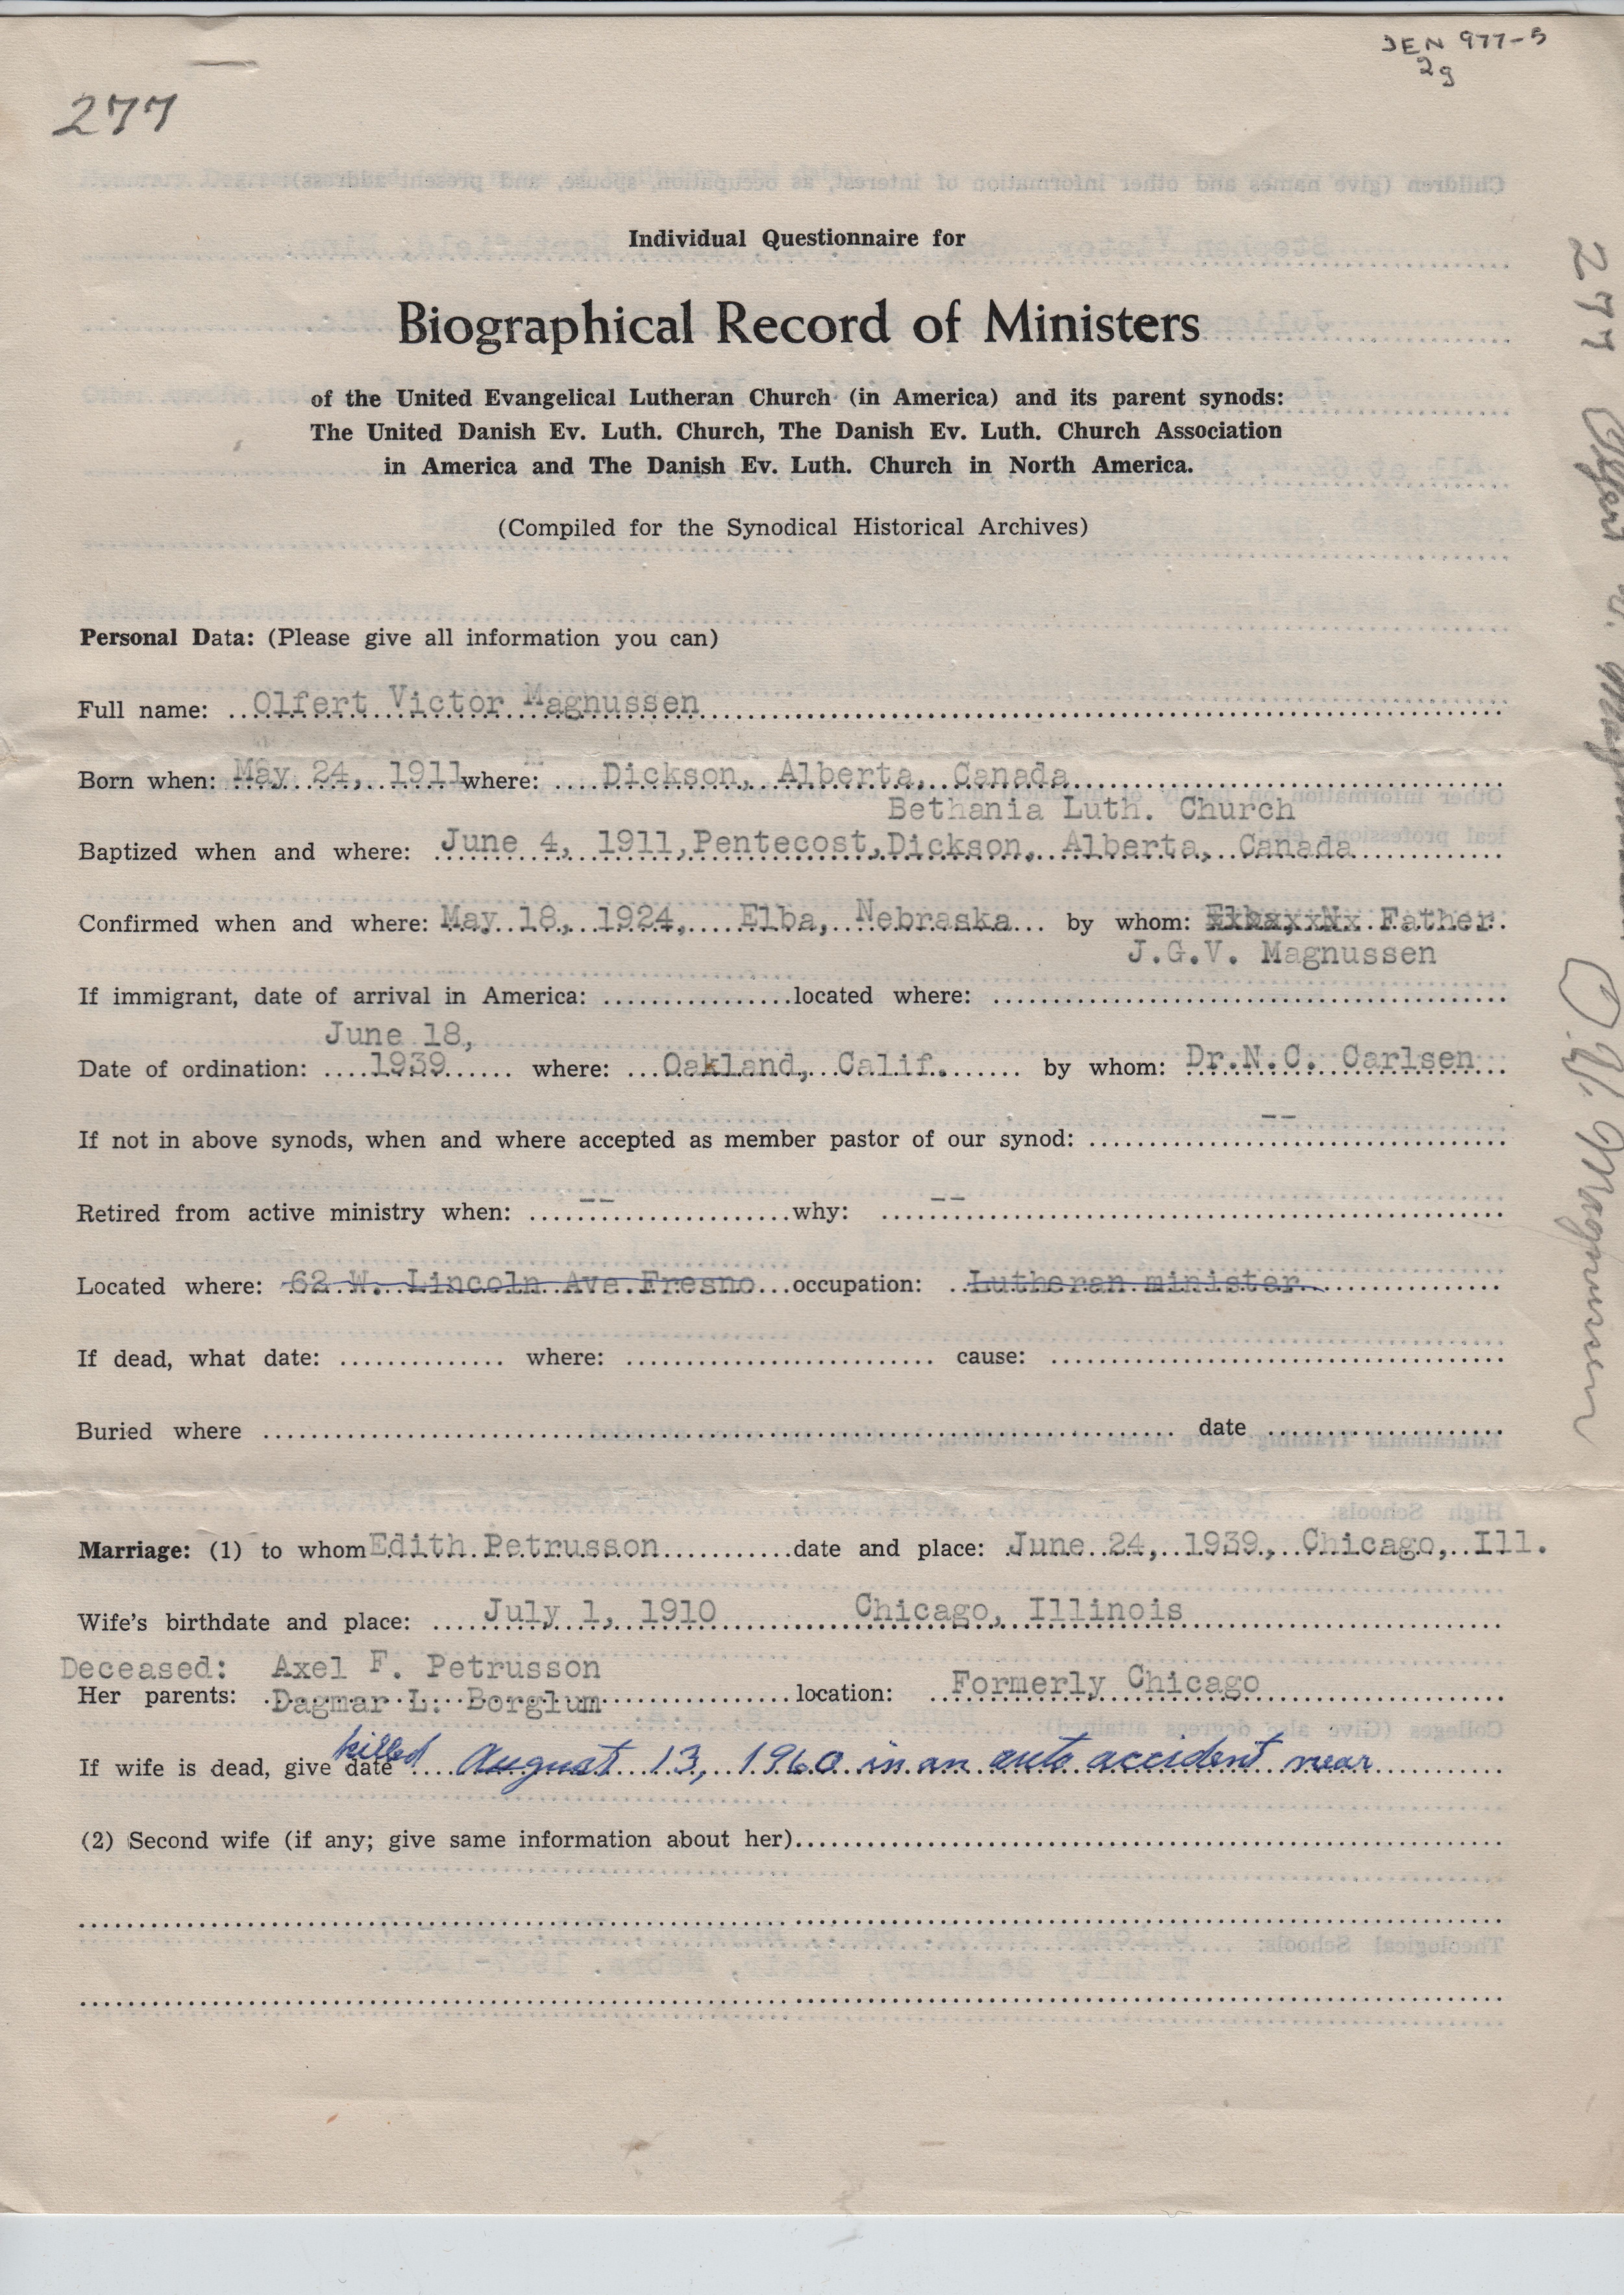 JEN 977-5
2g
277
Individual Questionnaire for
Biographical Record of Ministers
of the United Evangelical Lutheran Church (in America) and its parent synods:
The United Danish Ev. Luth. Church, The Danish Ev. Luth. Church Association
in America and The Danish Ev. Luth. Church in North America.
(Compiled for the Synodical Historical Archives)
Personal Data: (Please give all information you can)
Full name: Olfert Victor Magnussen
Born when: May 24, 1911 where: Dickson, Alberta, Canada
Bethania Luth. Church
Baptized when and where: June 4, 1911, Pentecost, Dickson, Alberta, Canada
Confirmed when and where: May 18, 1924, Elba, Nebraska by whom: Father
J.G.V. Magnussen
If immigrant, date of arrival in America: located where:
June 18,
Date of ordination: 1939 where: Oakland, Calif. by whom: Dr.N.C. Carlsen
--
If not in above synods, when and where accepted as member pastor of our synod:
-- --
Retired from active ministry when: why:
Located where: 62 W. Lincoln Ave Fresno occupation: Lutheran minister
If dead, what date: where: cause:
Buried where date
Marriage: (1) to whom Edith Petrusson date and place: June 24, 1939, Chicago, Ill.
Wife's birthdate and place: July 1, 1910 Chicago, Illinois
Deceased: Axel F. Petrusson
Her parents: Dagmar L. Borglum location: Formerly Chicago
killed
If wife is dead, give date August 13, 1960 in an auto accident near
(2) Second wife (if any; give same information about her)
277 O.V. Magnussen